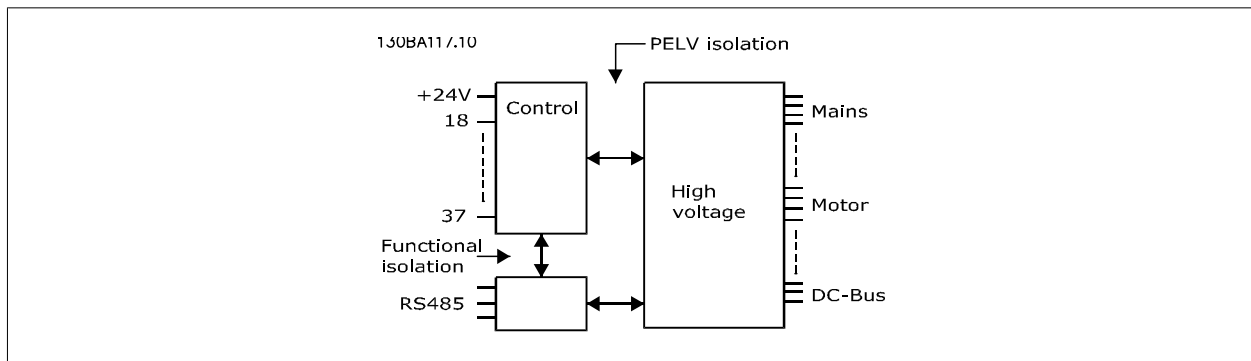 130BA117.10
PELV isolation
+24V
Control
18
Mains
High
voltage
37
Motor
Functional
isolation
RS485
DC-Bus